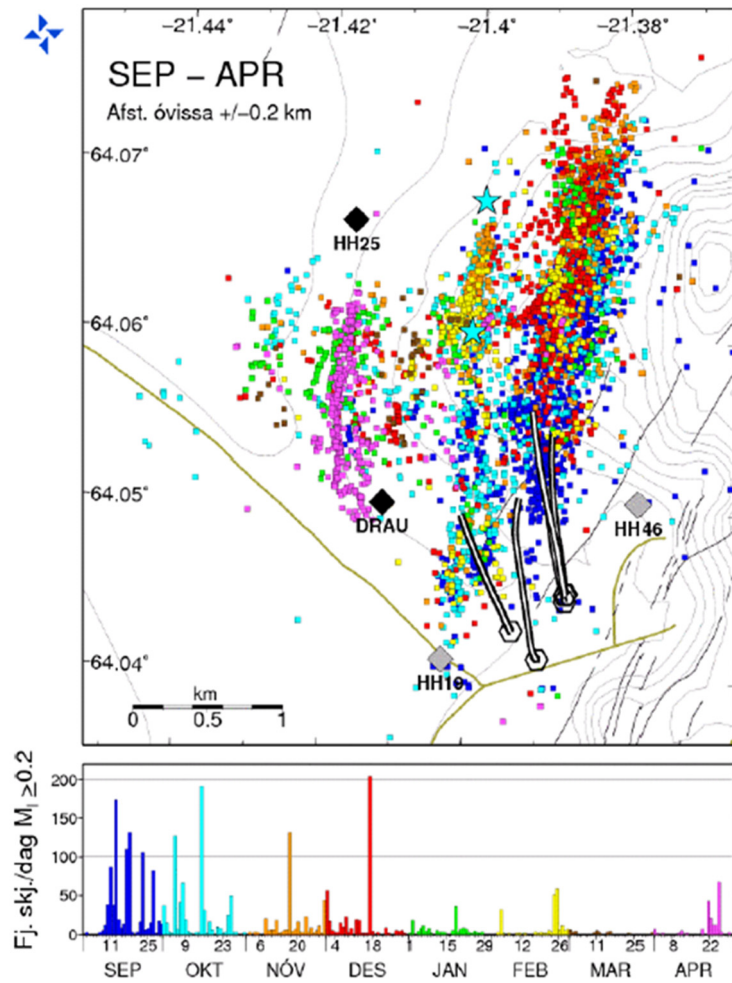 −21.44° −21.42° −21.4° −21.38°
SEP − APR
Afst. óvissa +/−0.2 km
64.07°
HH25
64.06°
64.05°
DRAU
HH46
64.04°
HH10
km
0 0.5 1
Fj. skj./dag Ml ≥0.2
200
100
50
0
11 25 9 23 6 20 4 18 1 15 29 12 26 11 25 8 22
SEP OKT NÓV DES JAN FEB MAR APR